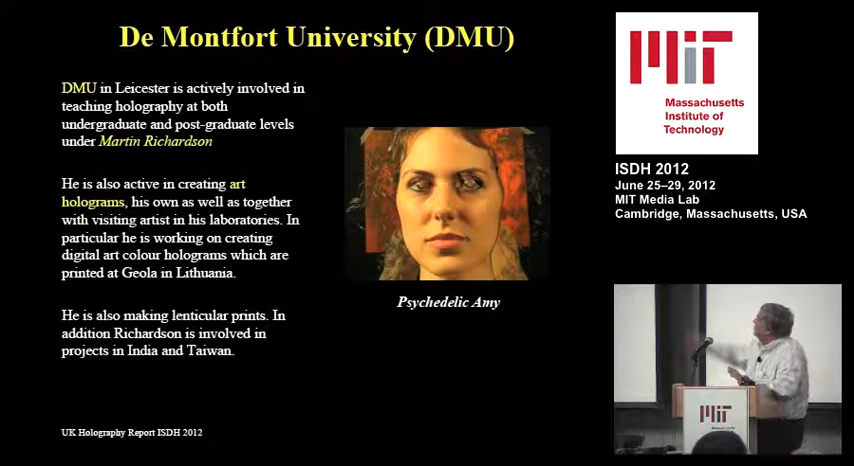 De Montfort University (DMU)
DMU in Leicester is actively involved in
teaching holography at both
undergraduate and post-graduate levels
under Martin Richardson
He is also active in creating art
holograms, his own as well as together
with visiting artist in his laboratories. In
particular he is working on creating
digital art colour holograms which are
printed at Geola in Lithuania.
He is also making lenticular prints. In
addition Richardson is involved in
projects in India and Taiwan.
UK Holography Report ISDH 2012
Psychedelic Amy
MIT
Massachusetts
Institute of
Technology
ISDH 2012
June 25–29, 2012
MIT Media Lab
Cambridge, Massachusetts, USA
MIT